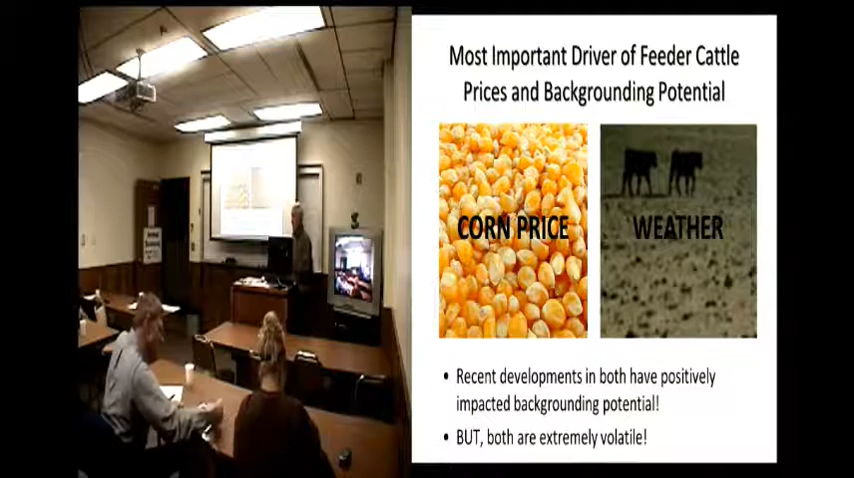 Most Important Driver of Feeder Cattle
Prices and Backgrounding Potential
CORN PRICE
WEATHER
• Recent developments in both have positively
impacted backgrounding potential!
• BUT, both are extremely volatile!